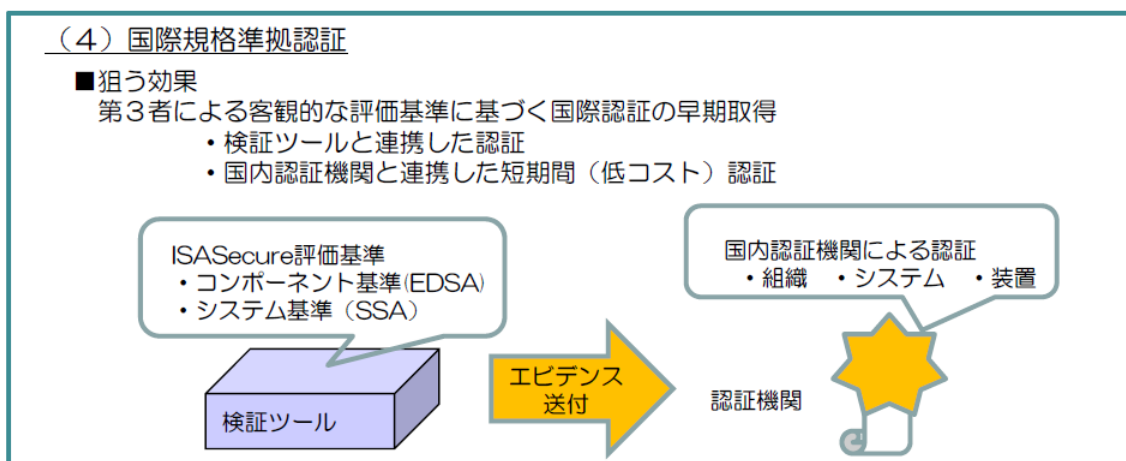 （4）国際規格準拠認証
■狙う効果
第３者による客観的な評価基準に基づく国際認証の早期取得
・検証ツールと連携した認証
・国内認証機関と連携した短期間（低コスト）認証
ISASecure評価基準
・コンポーネント基準(EDSA)
・システム基準（SSA）
国内認証機関による認証
・組織　・システム　・装置
検証ツール
エビデンス
送付
認証機関